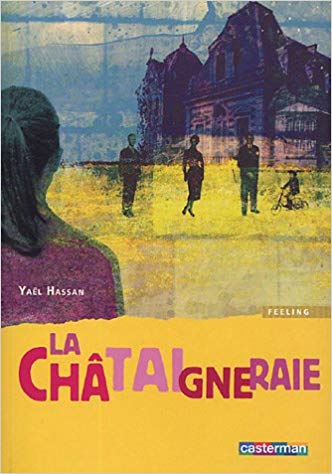 YAËL HASSAN
FEELING
LA
CHÂTAIGNERAIE
casterman